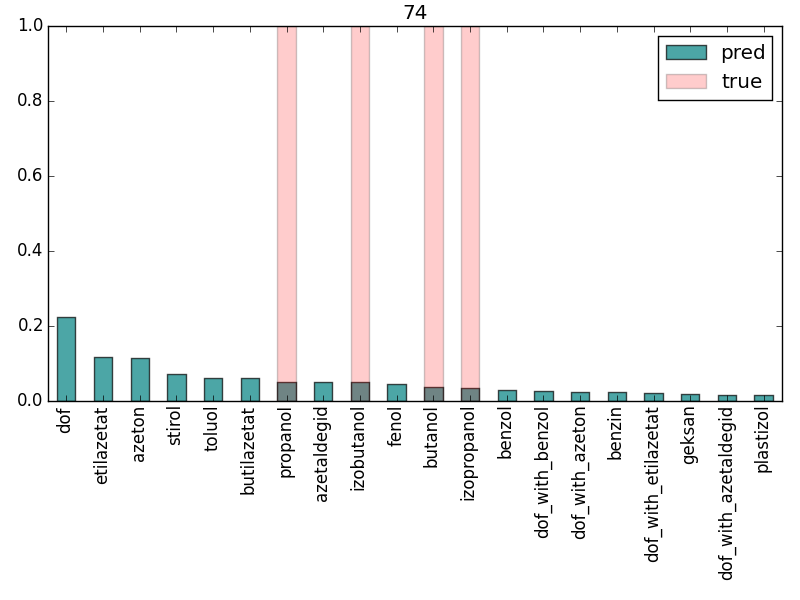 74
1.0
0.8
0.6
0.4
0.2
0.0
pred
true
dof
etilazetat
azeton
stirol
toluol
butilazetat
propanol
azetaldegid
izobutanol
fenol
butanol
izopropanol
benzol
dof_with_benzol
dof_with_azeton
benzin
dof_with_etilazetat
geksan
dof_with_azetaldegid
plastizol